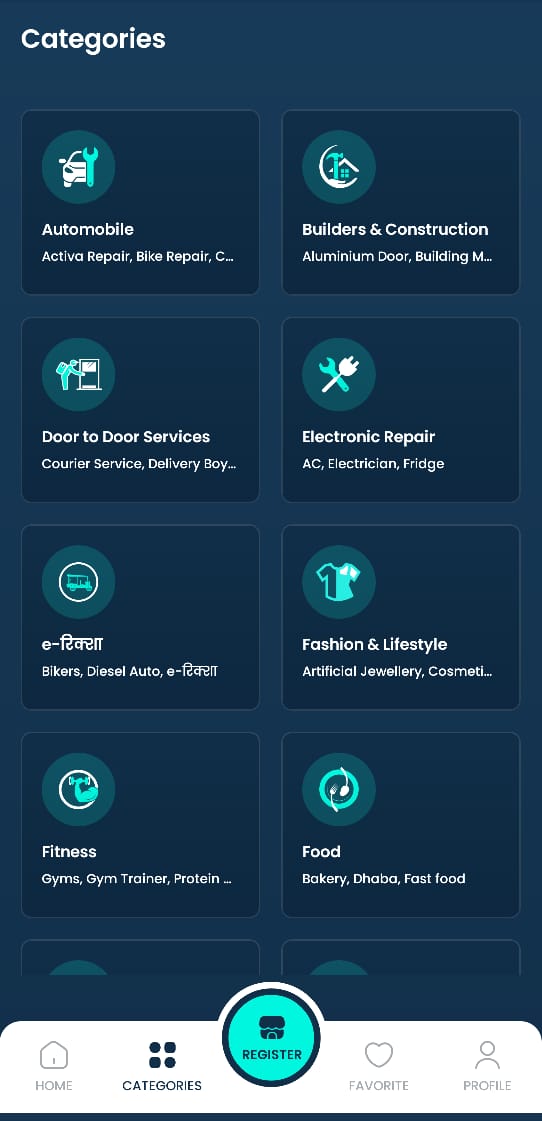 Categories
Automobile
Activa Repair, Bike Repair, C...
Builders & Construction
Aluminium Door, Building M...
Door to Door Services
Courier Service, Delivery Boy...
Electronic Repair
AC, Electrician, Fridge
e-रिक्शा
Bikers, Diesel Auto, e-रिक्शा
Fashion & Lifestyle
Artificial Jewellery, Cosmeti...
Fitness
Gyms, Gym Trainer, Protein ...
Food
Bakery, Dhaba, Fast food
HOME
CATEGORIES
REGISTER
FAVORITE
PROFILE